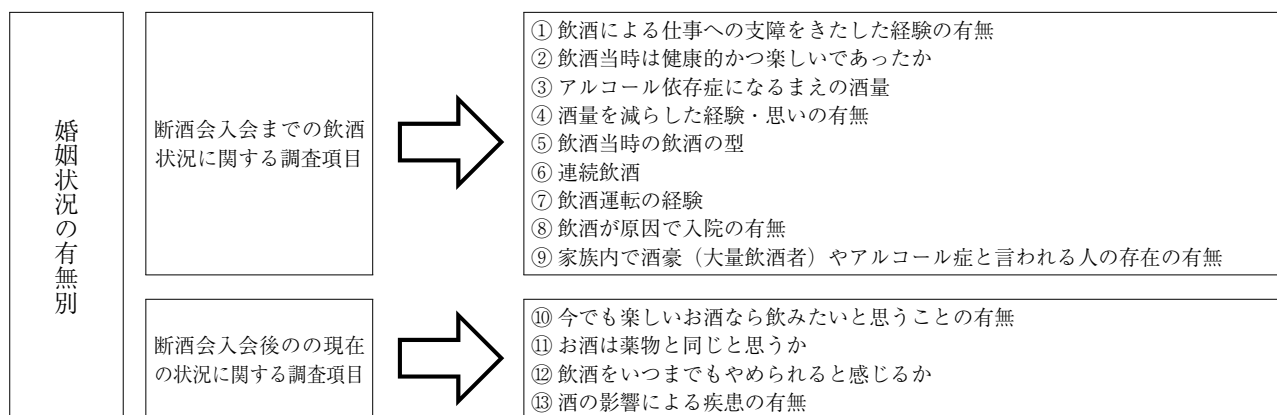 婚姻状況の有無別
断酒会入会までの飲酒
状況に関する調査項目
① 飲酒による仕事への支障をきたした経験の有無
② 飲酒当時は健康的かつ楽しいであったか
③ アルコール依存症になるまえの酒量
④ 酒量を減らした経験・思いの有無
⑤ 飲酒当時の飲酒の型
⑥ 連続飲酒
⑦ 飲酒運転の経験
⑧ 飲酒が原因で入院の有無
⑨ 家族内で酒豪（大量飲酒者）やアルコール症と言われる人の存在の有無
断酒会入会後のの現在
の状況に関する調査項目
⑩ 今でも楽しいお酒なら飲みたいと思うことの有無
⑪ お酒は薬物と同じと思うか
⑫ 飲酒をいつまでもやめられると感じるか
⑬ 酒の影響による疾患の有無